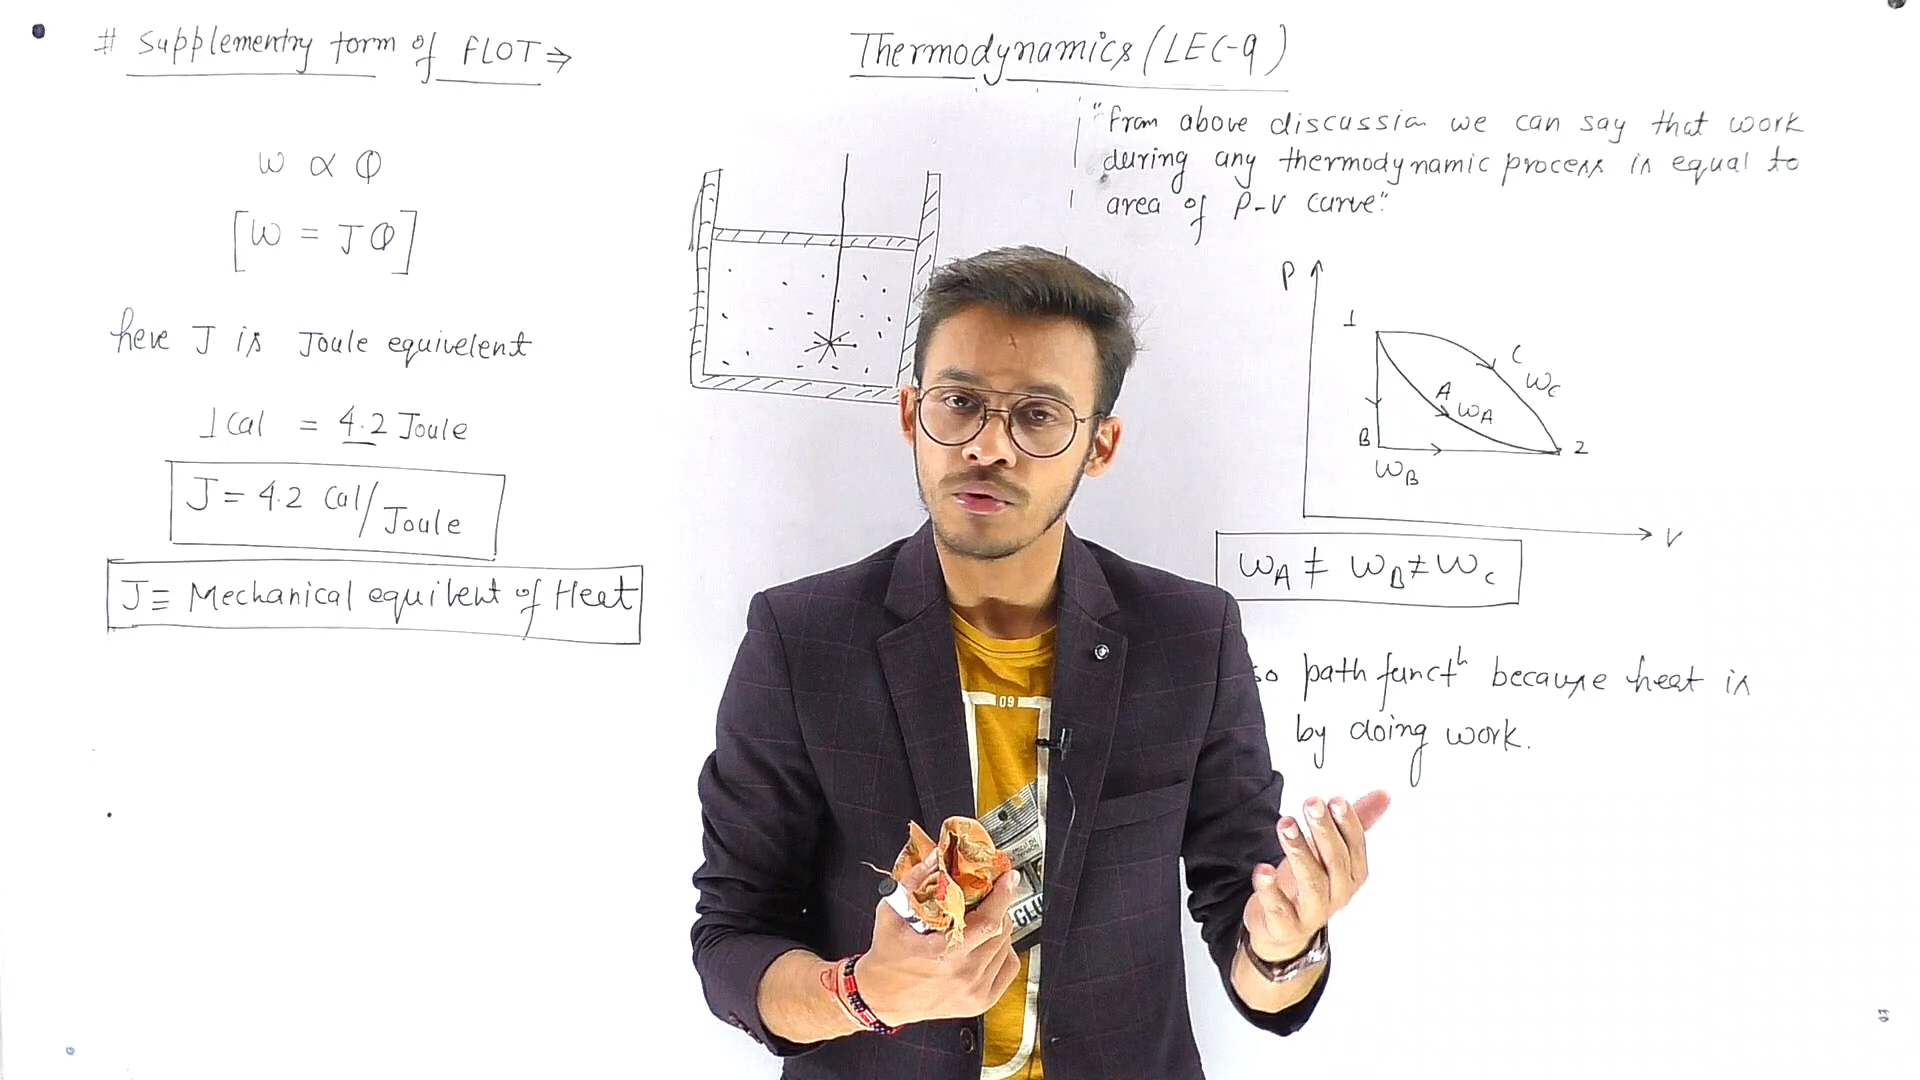 # Supplementry form of FLOT ⇒
W ∝ Q
[W = JQ]
here J is Joule equivelent
1 Cal = 4.2 Joule
J = 4.2 Cal/Joule
J ≡ Mechanical equilent of Heat
Thermodynamics (LEC-9)
"From above discussion we can say that work
during any thermodynamic process is equal to
area of P-V curve"
P
1
C
WC
A
WA
B
2
WB
V
WA ≠ WB ≠ WC
so path functn because heat is
by doing work.
09